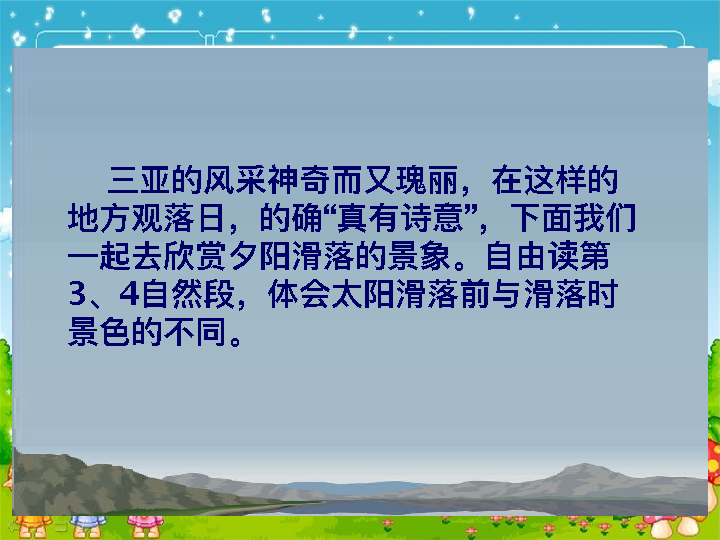 三亚的风采神奇而又瑰丽，在这样的
地方观落日，的确“真有诗意”，下面我们
一起去欣赏夕阳滑落的景象。自由读第
3、4自然段，体会太阳滑落前与滑落时
景色的不同。